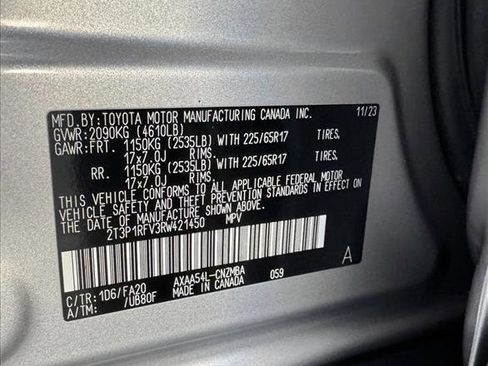 MFD.BY:TOYOTA MOTOR MANUFACTURING CANADA INC. 11/23
GVWR:2090KG (4610LB)
GAWR:FRT. 1150KG (2535LB) WITH 225/65R17 TIRES.
17x7.0J RIMS.
RR. 1150KG (2535LB) WITH 225/65R17 TIRES.
17x7.0J RIMS.
THIS VEHICLE CONFORMS TO ALL APPLICABLE FEDERAL MOTOR
VEHICLE SAFETY AND THEFT PREVENTION STANDARDS IN EFFECT ON
THE DATE OF MANUFACTURE SHOWN ABOVE.
2T3P1RFV3RW421450 MPV
C/TR:1D6/FA20 AXAA54L-CNZMBA 059 A
A/TM: /UB80F MADE IN CANADA